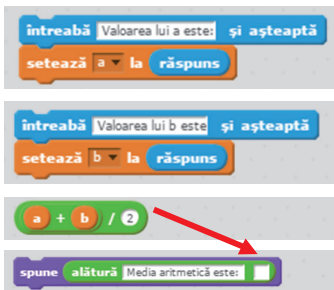 întreabă Valoarea lui a este: și așteaptă
setează a la răspuns
întreabă Valoarea lui b este și așteaptă
setează b la răspuns
a + b / 2
spune alătură Media aritmetică este: